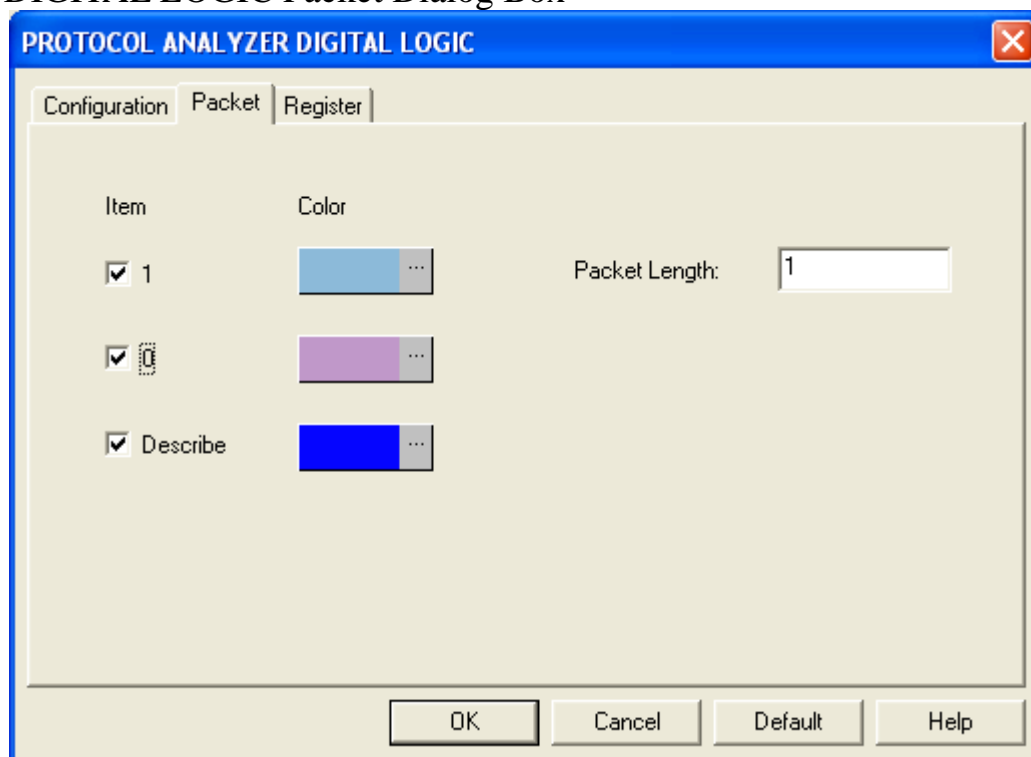 DIGITAL LOGIC Packet Dialog Box
PROTOCOL ANALYZER DIGITAL LOGIC
Configuration Packet Register
Item Color
1 ... Packet Length: 1
0 ...
Describe ...
OK Cancel Default Help